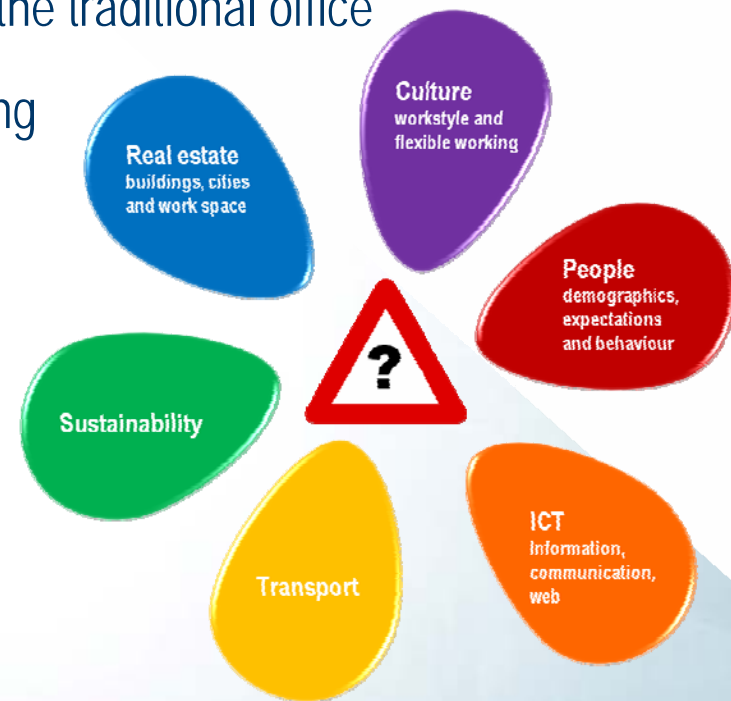 the traditional office
ng
Culture
workstyle and
flexible working
Real estate
buildings, cities
and work space
People
demographics,
expectations
and behaviour
?
Sustainability
ICT
Information,
communication,
web
Transport